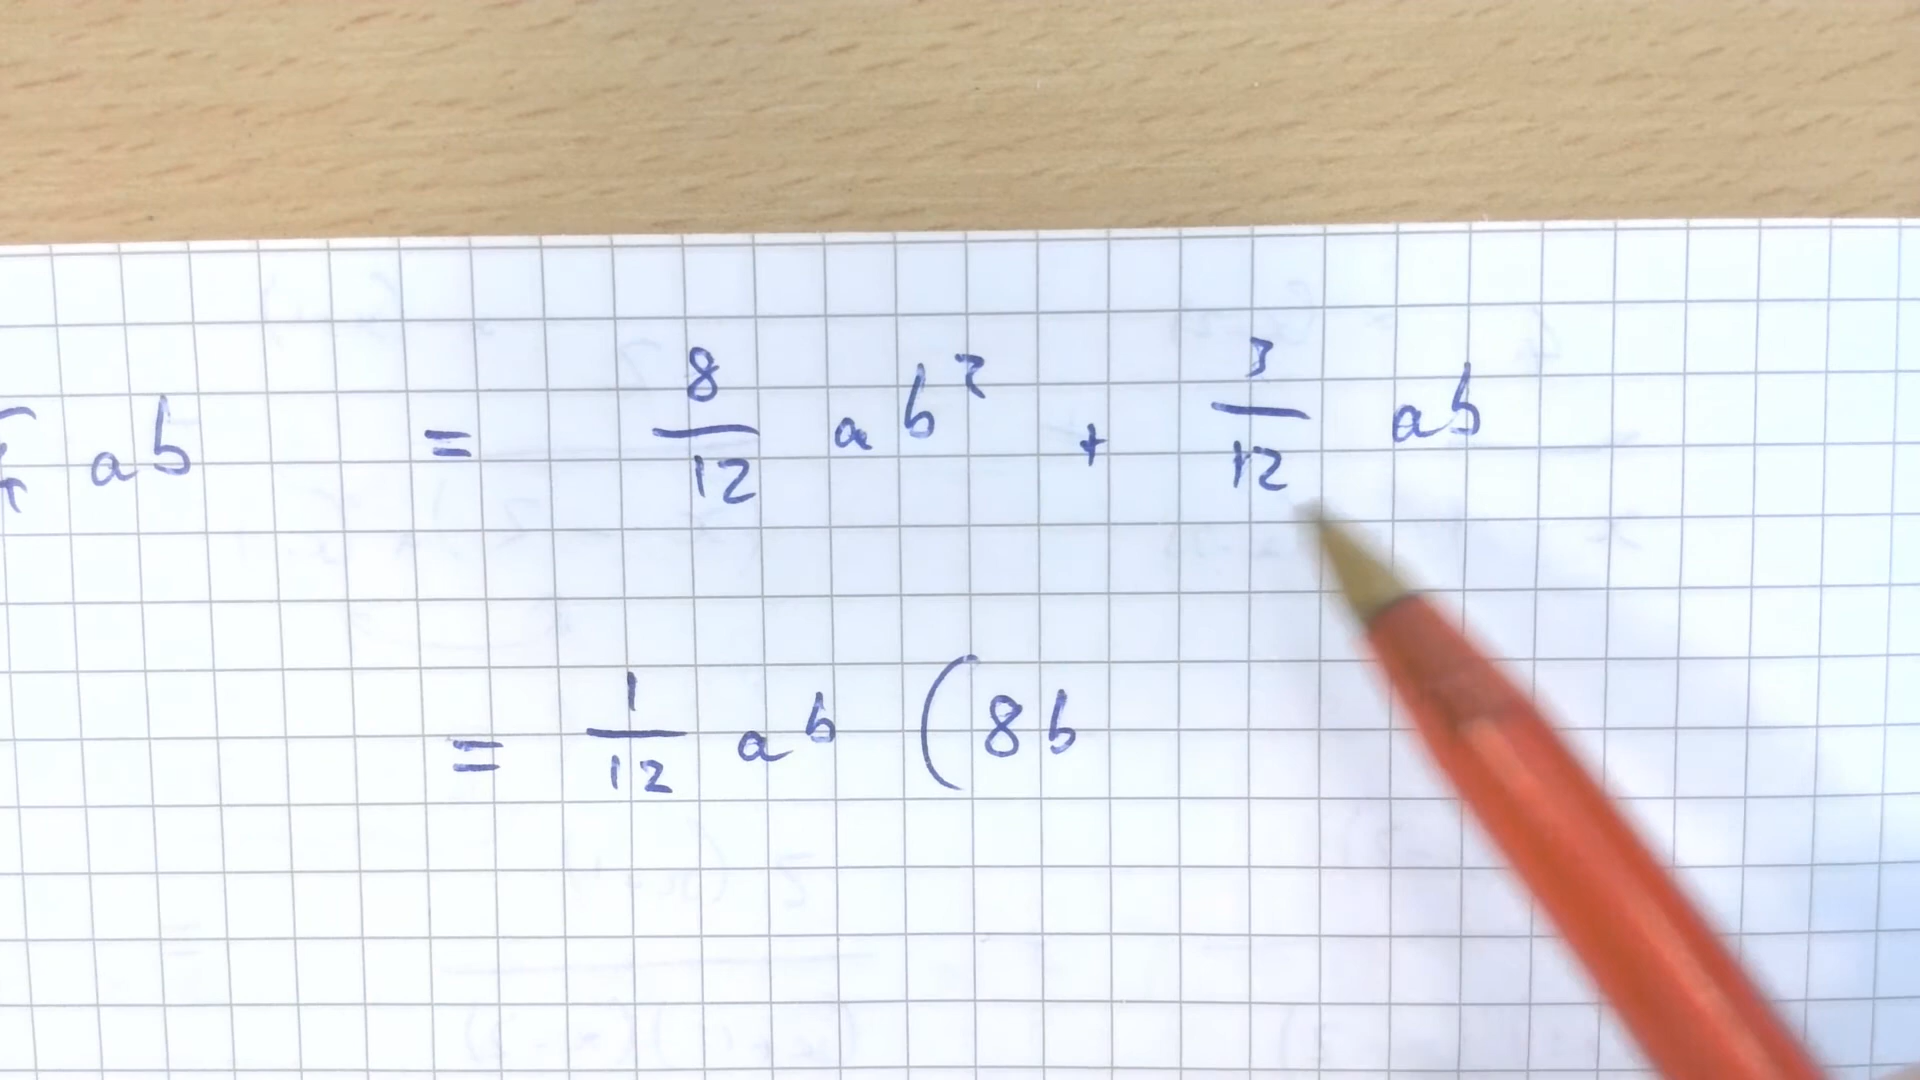 ab = 8/12 ab² + 3/12 ab
= 1/12 ab (8b